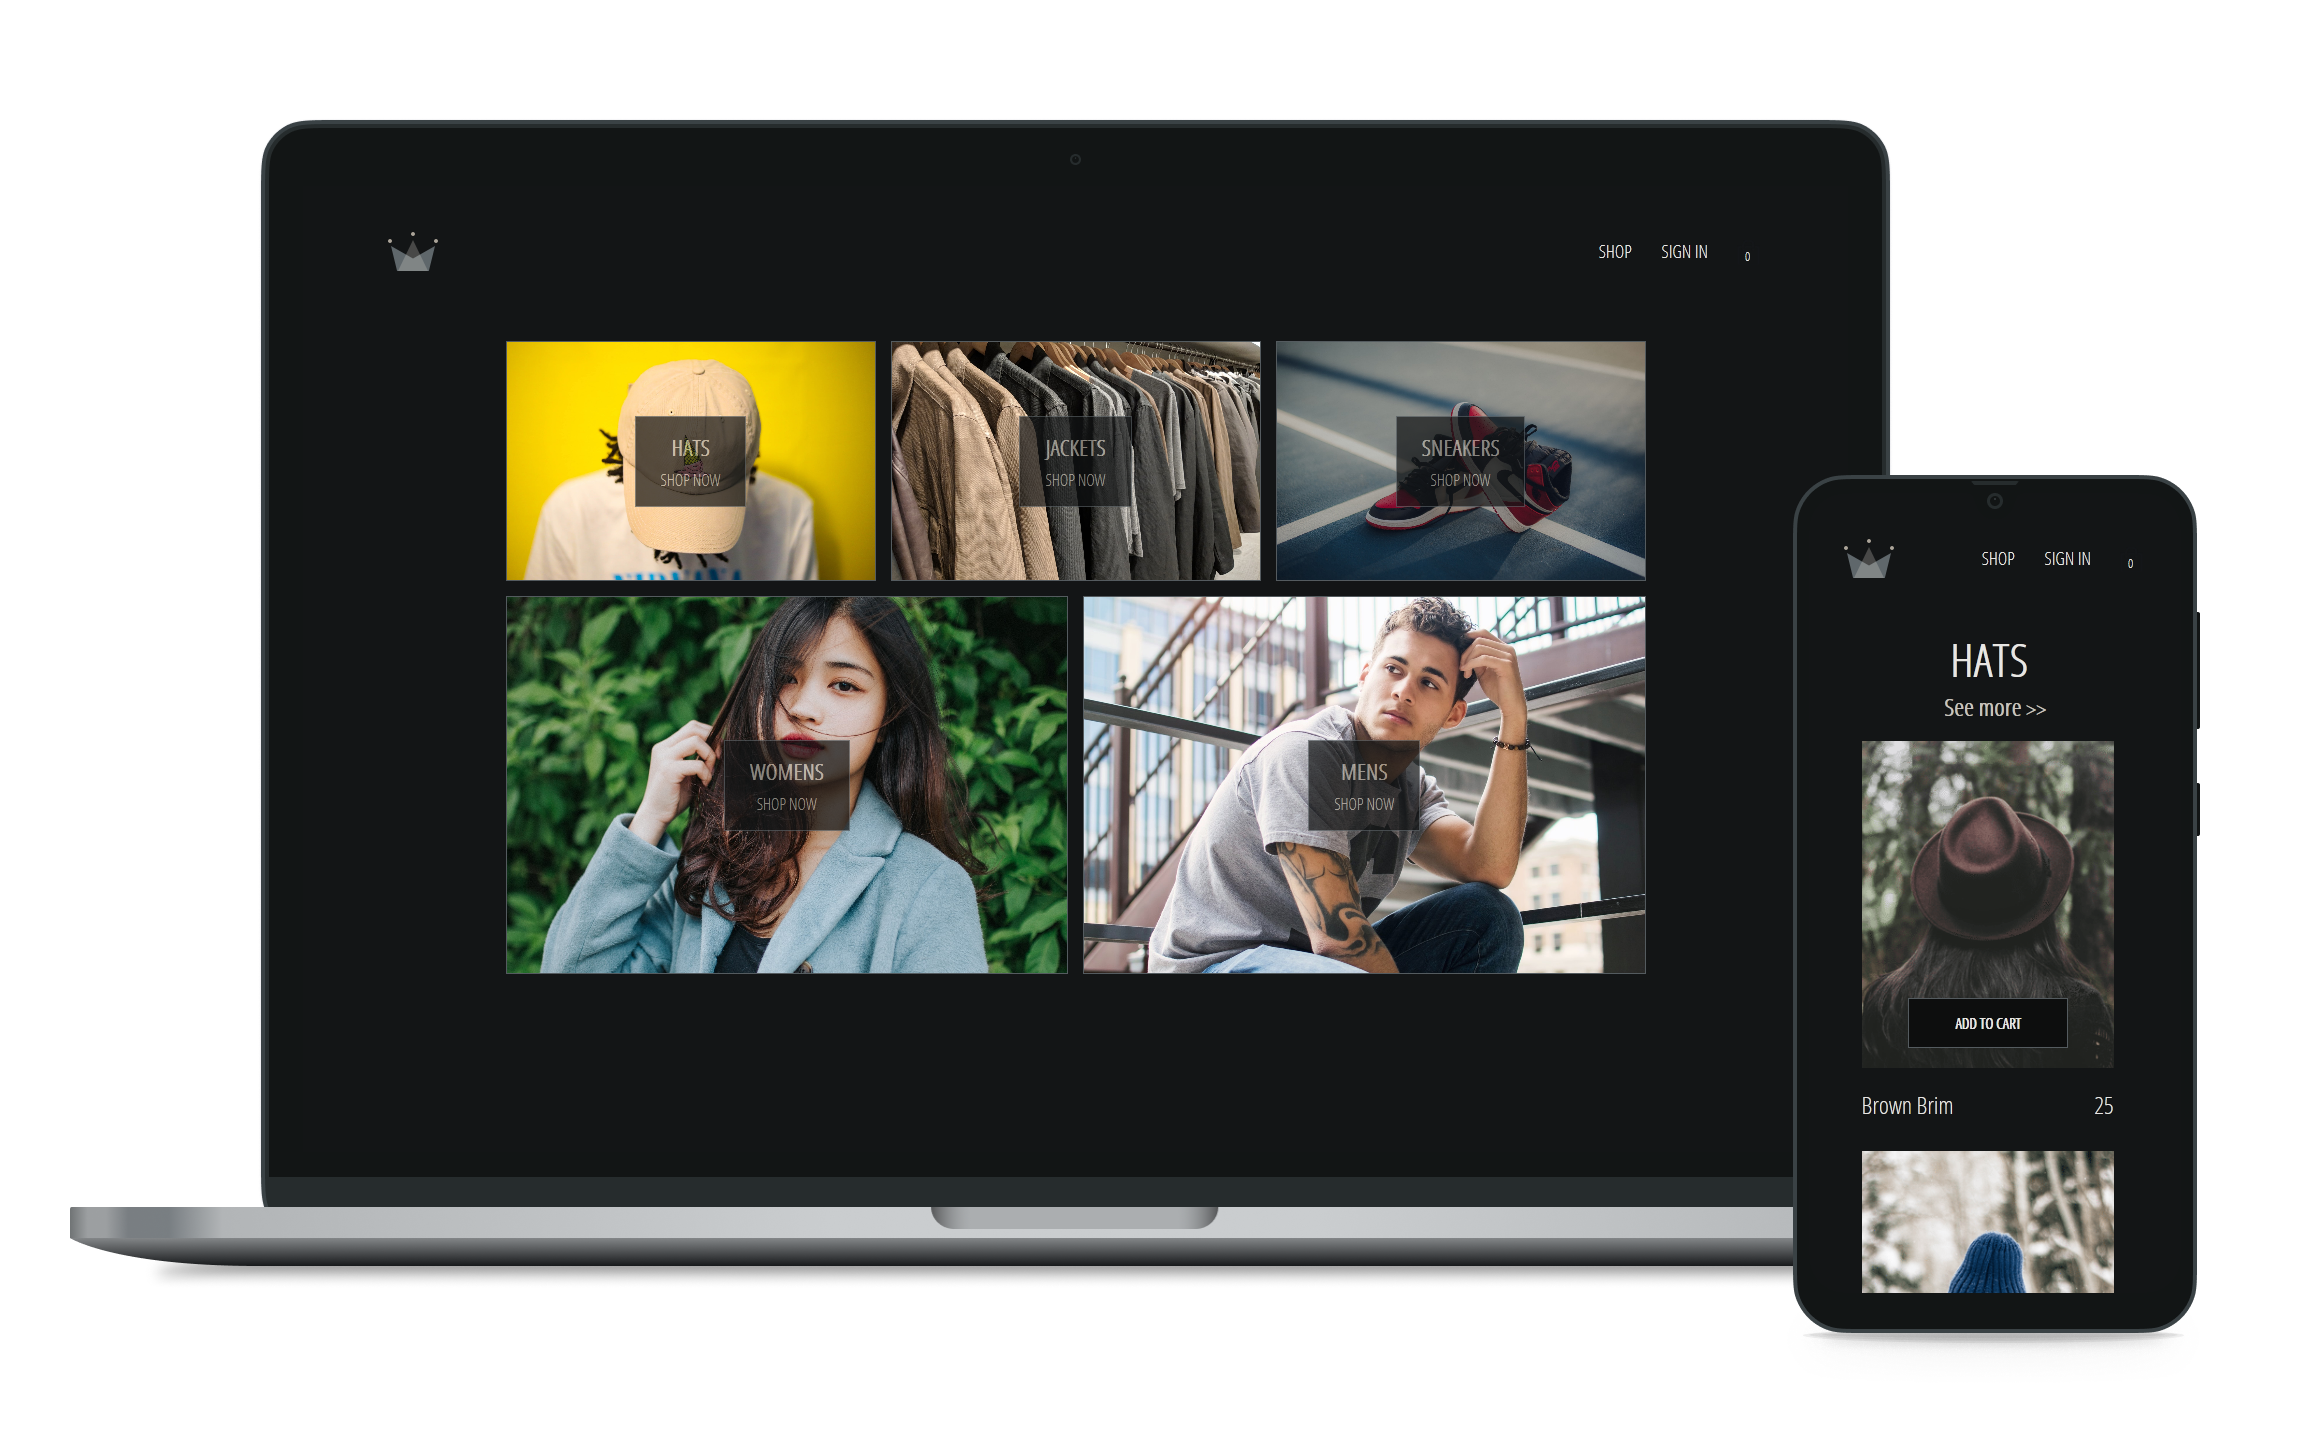 SHOP SIGN IN 0
HATS
SHOP NOW
JACKETS
SHOP NOW
SNEAKERS
SHOP NOW
WOMENS
SHOP NOW
MENS
SHOP NOW
SHOP SIGN IN 0
HATS
See more >>
ADD TO CART
Brown Brim 25